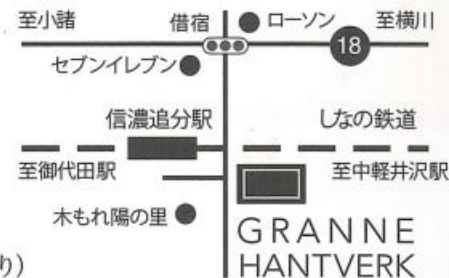 至小諸
借宿
ローソン
至横川
18
セブンイレブン
信濃追分駅
しなの鉄道
至御代田駅
至中軽井沢駅
木もれ陽の里
GRANNE
HANTVERK
り)